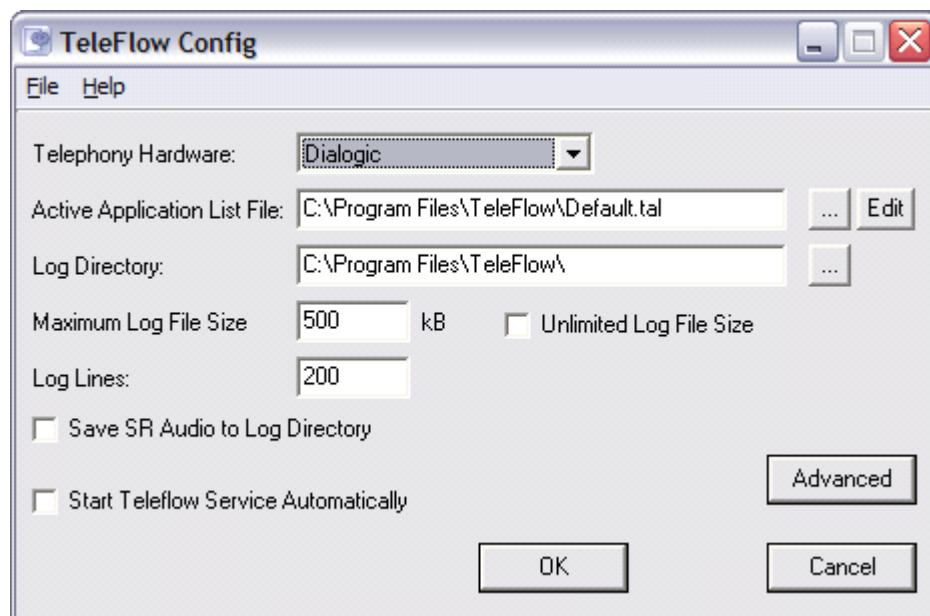 TeleFlow Config
File Help
Telephony Hardware: Dialogic
Active Application List File: C:\Program Files\TeleFlow\Default.tal ... Edit
Log Directory: C:\Program Files\TeleFlow\ ...
Maximum Log File Size 500 kB Unlimited Log File Size
Log Lines: 200
Save SR Audio to Log Directory
Advanced
Start Teleflow Service Automatically
OK Cancel